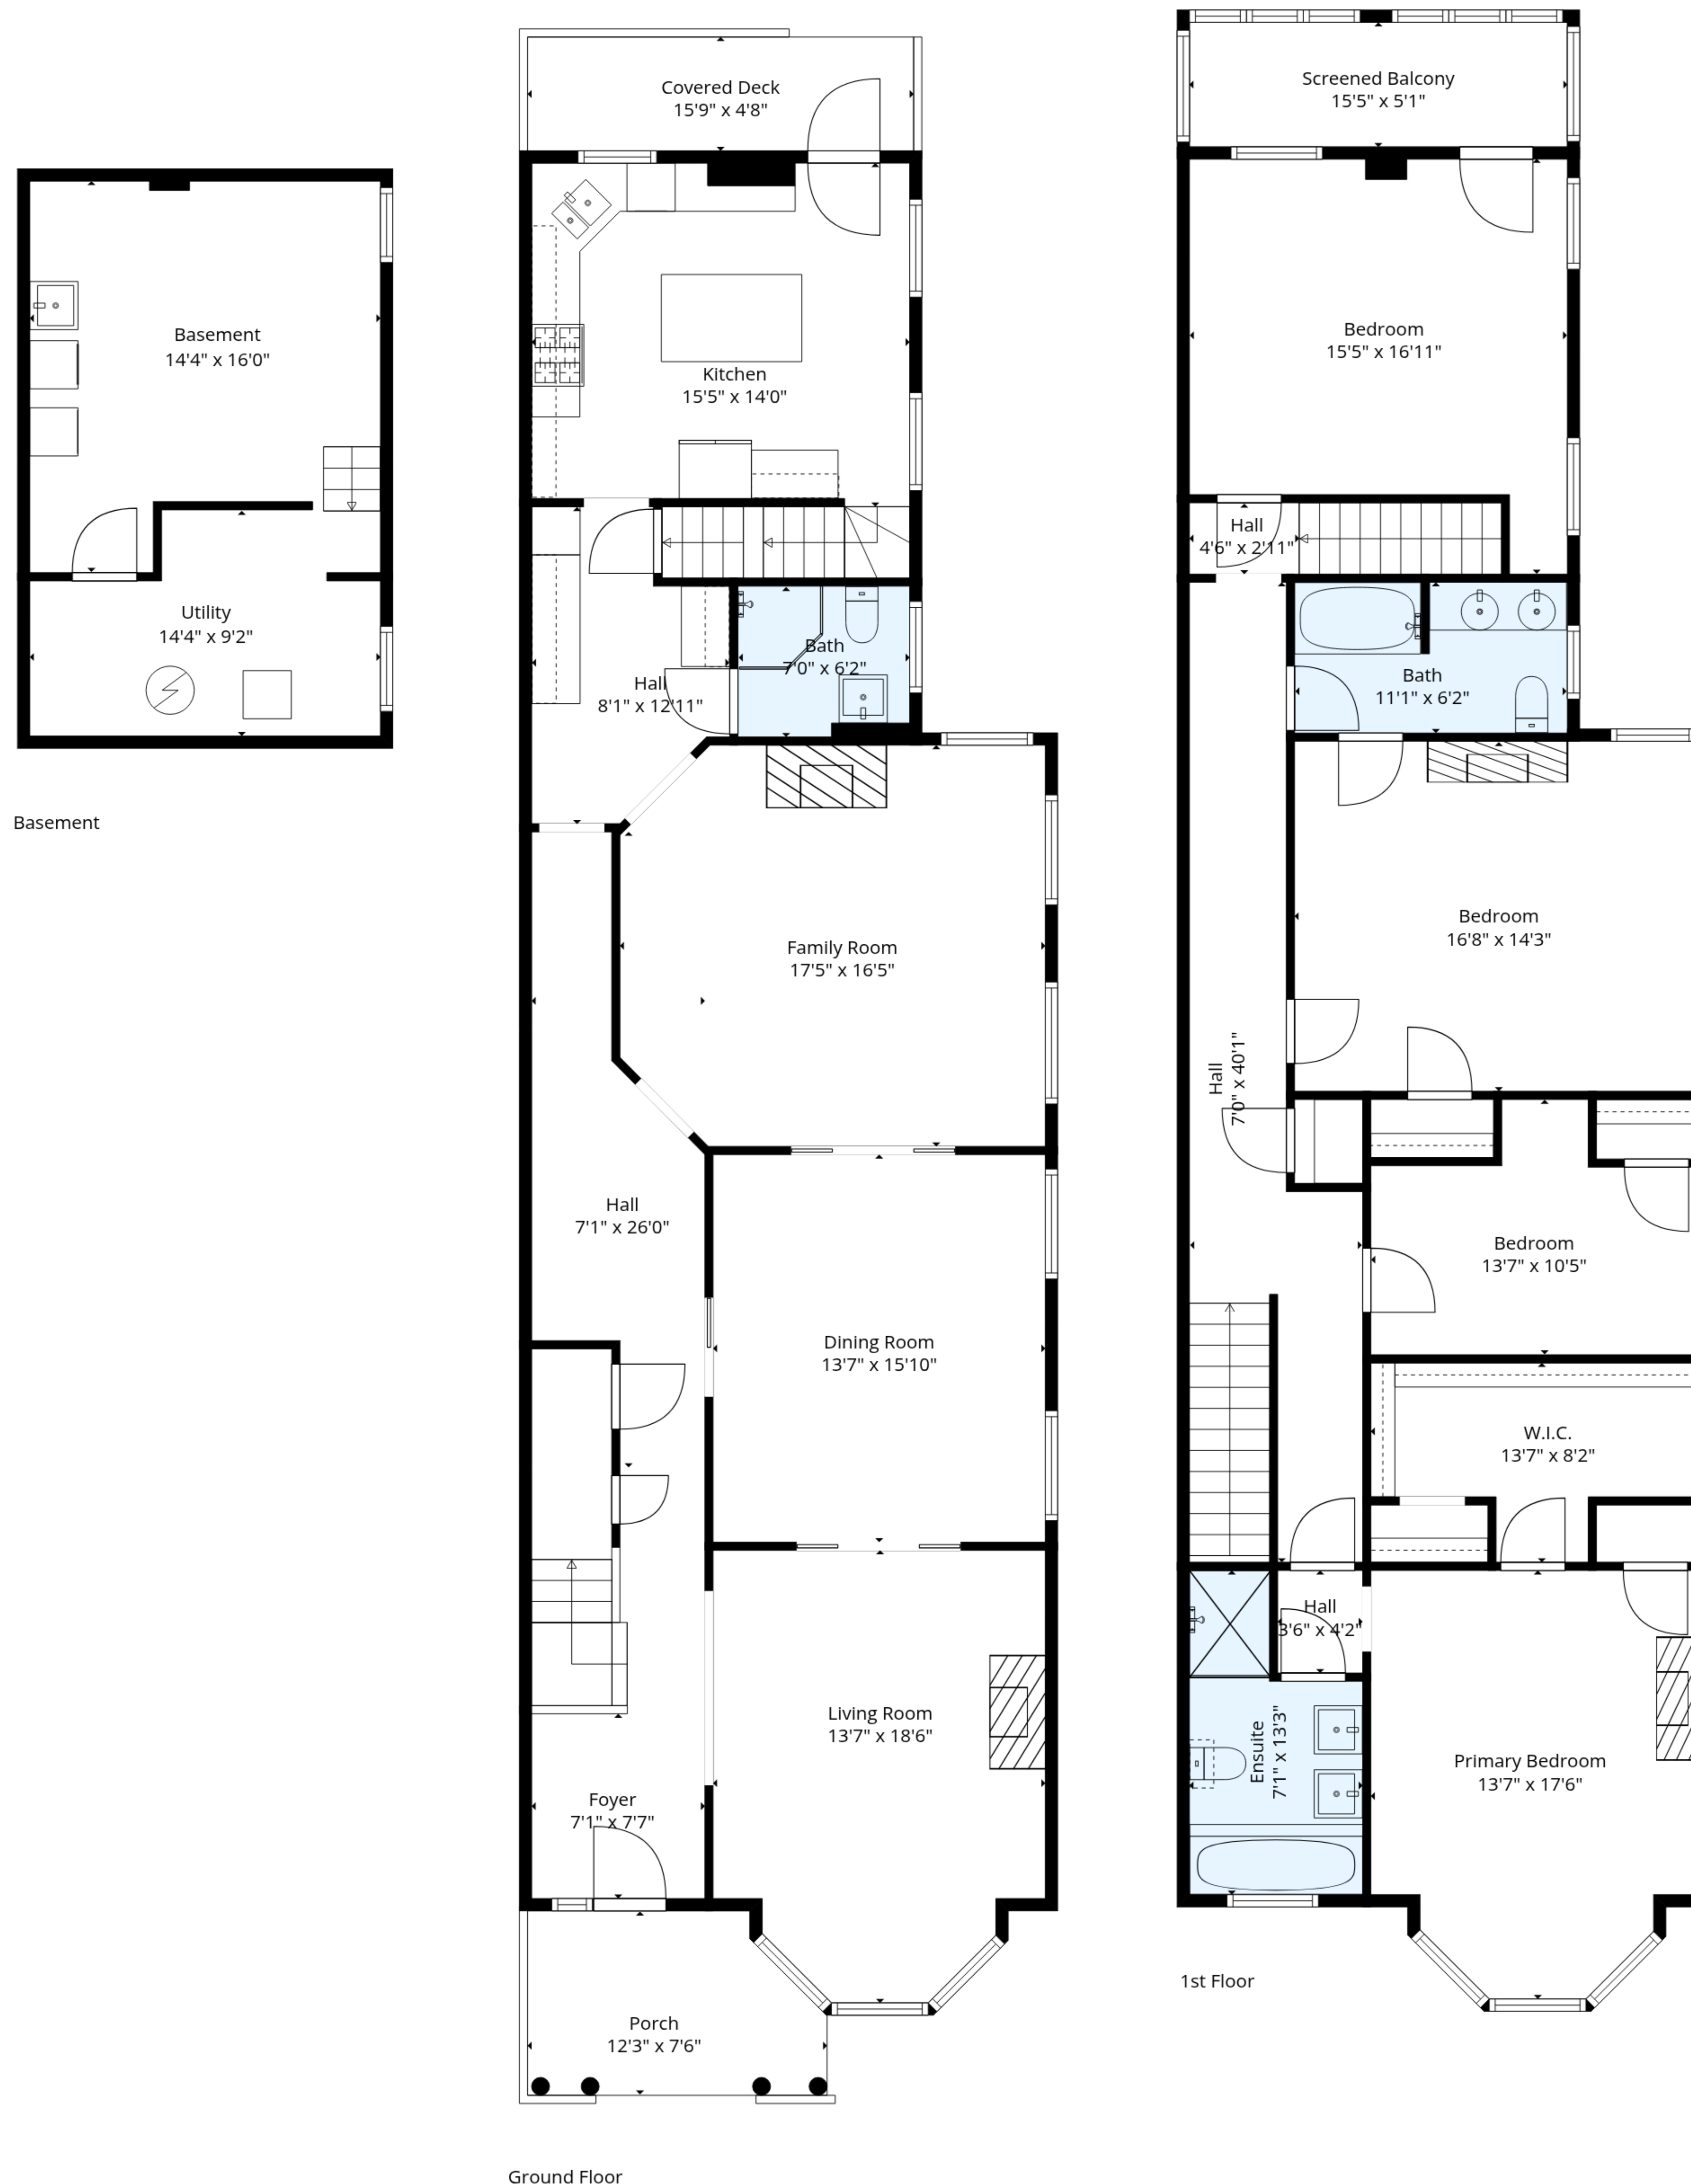 Basement
14'4" x 16'0"
Utility
14'4" x 9'2"
Basement
Covered Deck
15'9" x 4'8"
Kitchen
15'5" x 14'0"
Bath
7'0" x 6'2"
Hall
8'1" x 12'11"
Family Room
17'5" x 16'5"
Hall
7'1" x 26'0"
Dining Room
13'7" x 15'10"
Living Room
13'7" x 18'6"
Foyer
7'1" x 7'7"
Porch
12'3" x 7'6"
Ground Floor
Screened Balcony
15'5" x 5'1"
Bedroom
15'5" x 16'11"
Hall
4'6" x 2'11"
Bath
11'1" x 6'2"
Bedroom
16'8" x 14'3"
Hall
7'0" x 40'1"
Bedroom
13'7" x 10'5"
W.I.C.
13'7" x 8'2"
Hall
3'6" x 4'2"
Ensuite
7'1" x 13'3"
Primary Bedroom
13'7" x 17'6"
1st Floor